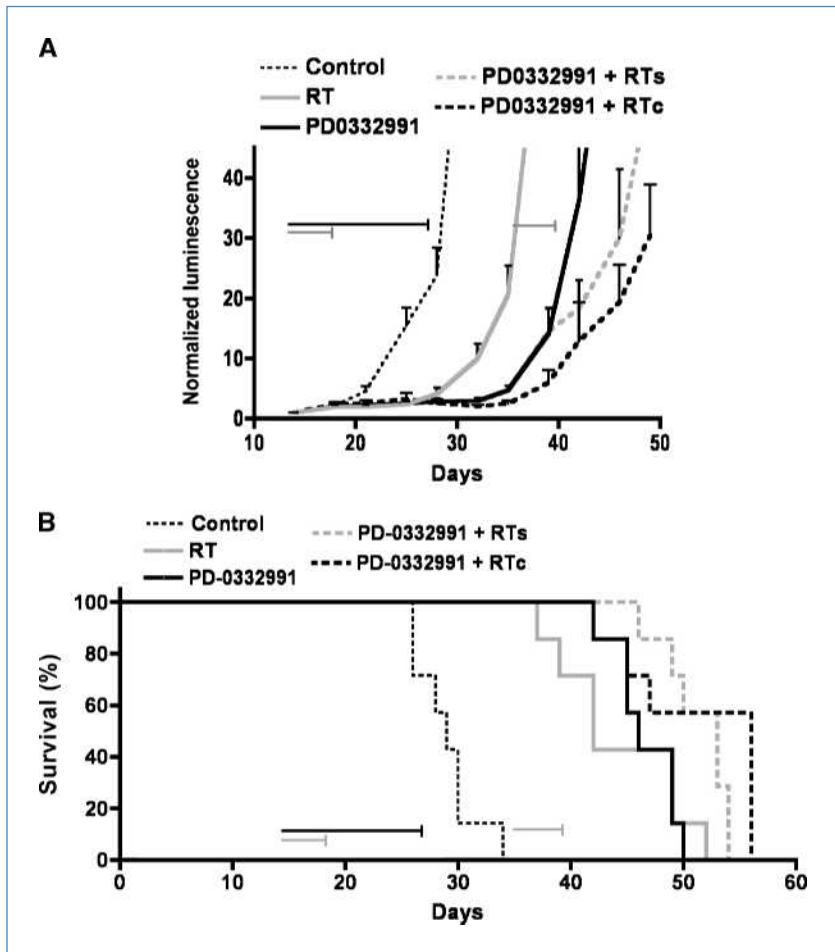 A
Control
RT
PD0332991
PD0332991 + RTs
PD0332991 + RTc
Normalized luminescence
40
30
20
10
0
10 20 30 40 50
Days
B
Control
RT
PD-0332991
PD-0332991 + RTs
PD-0332991 + RTc
Survival (%)
100
80
60
40
20
0
0 10 20 30 40 50 60
Days